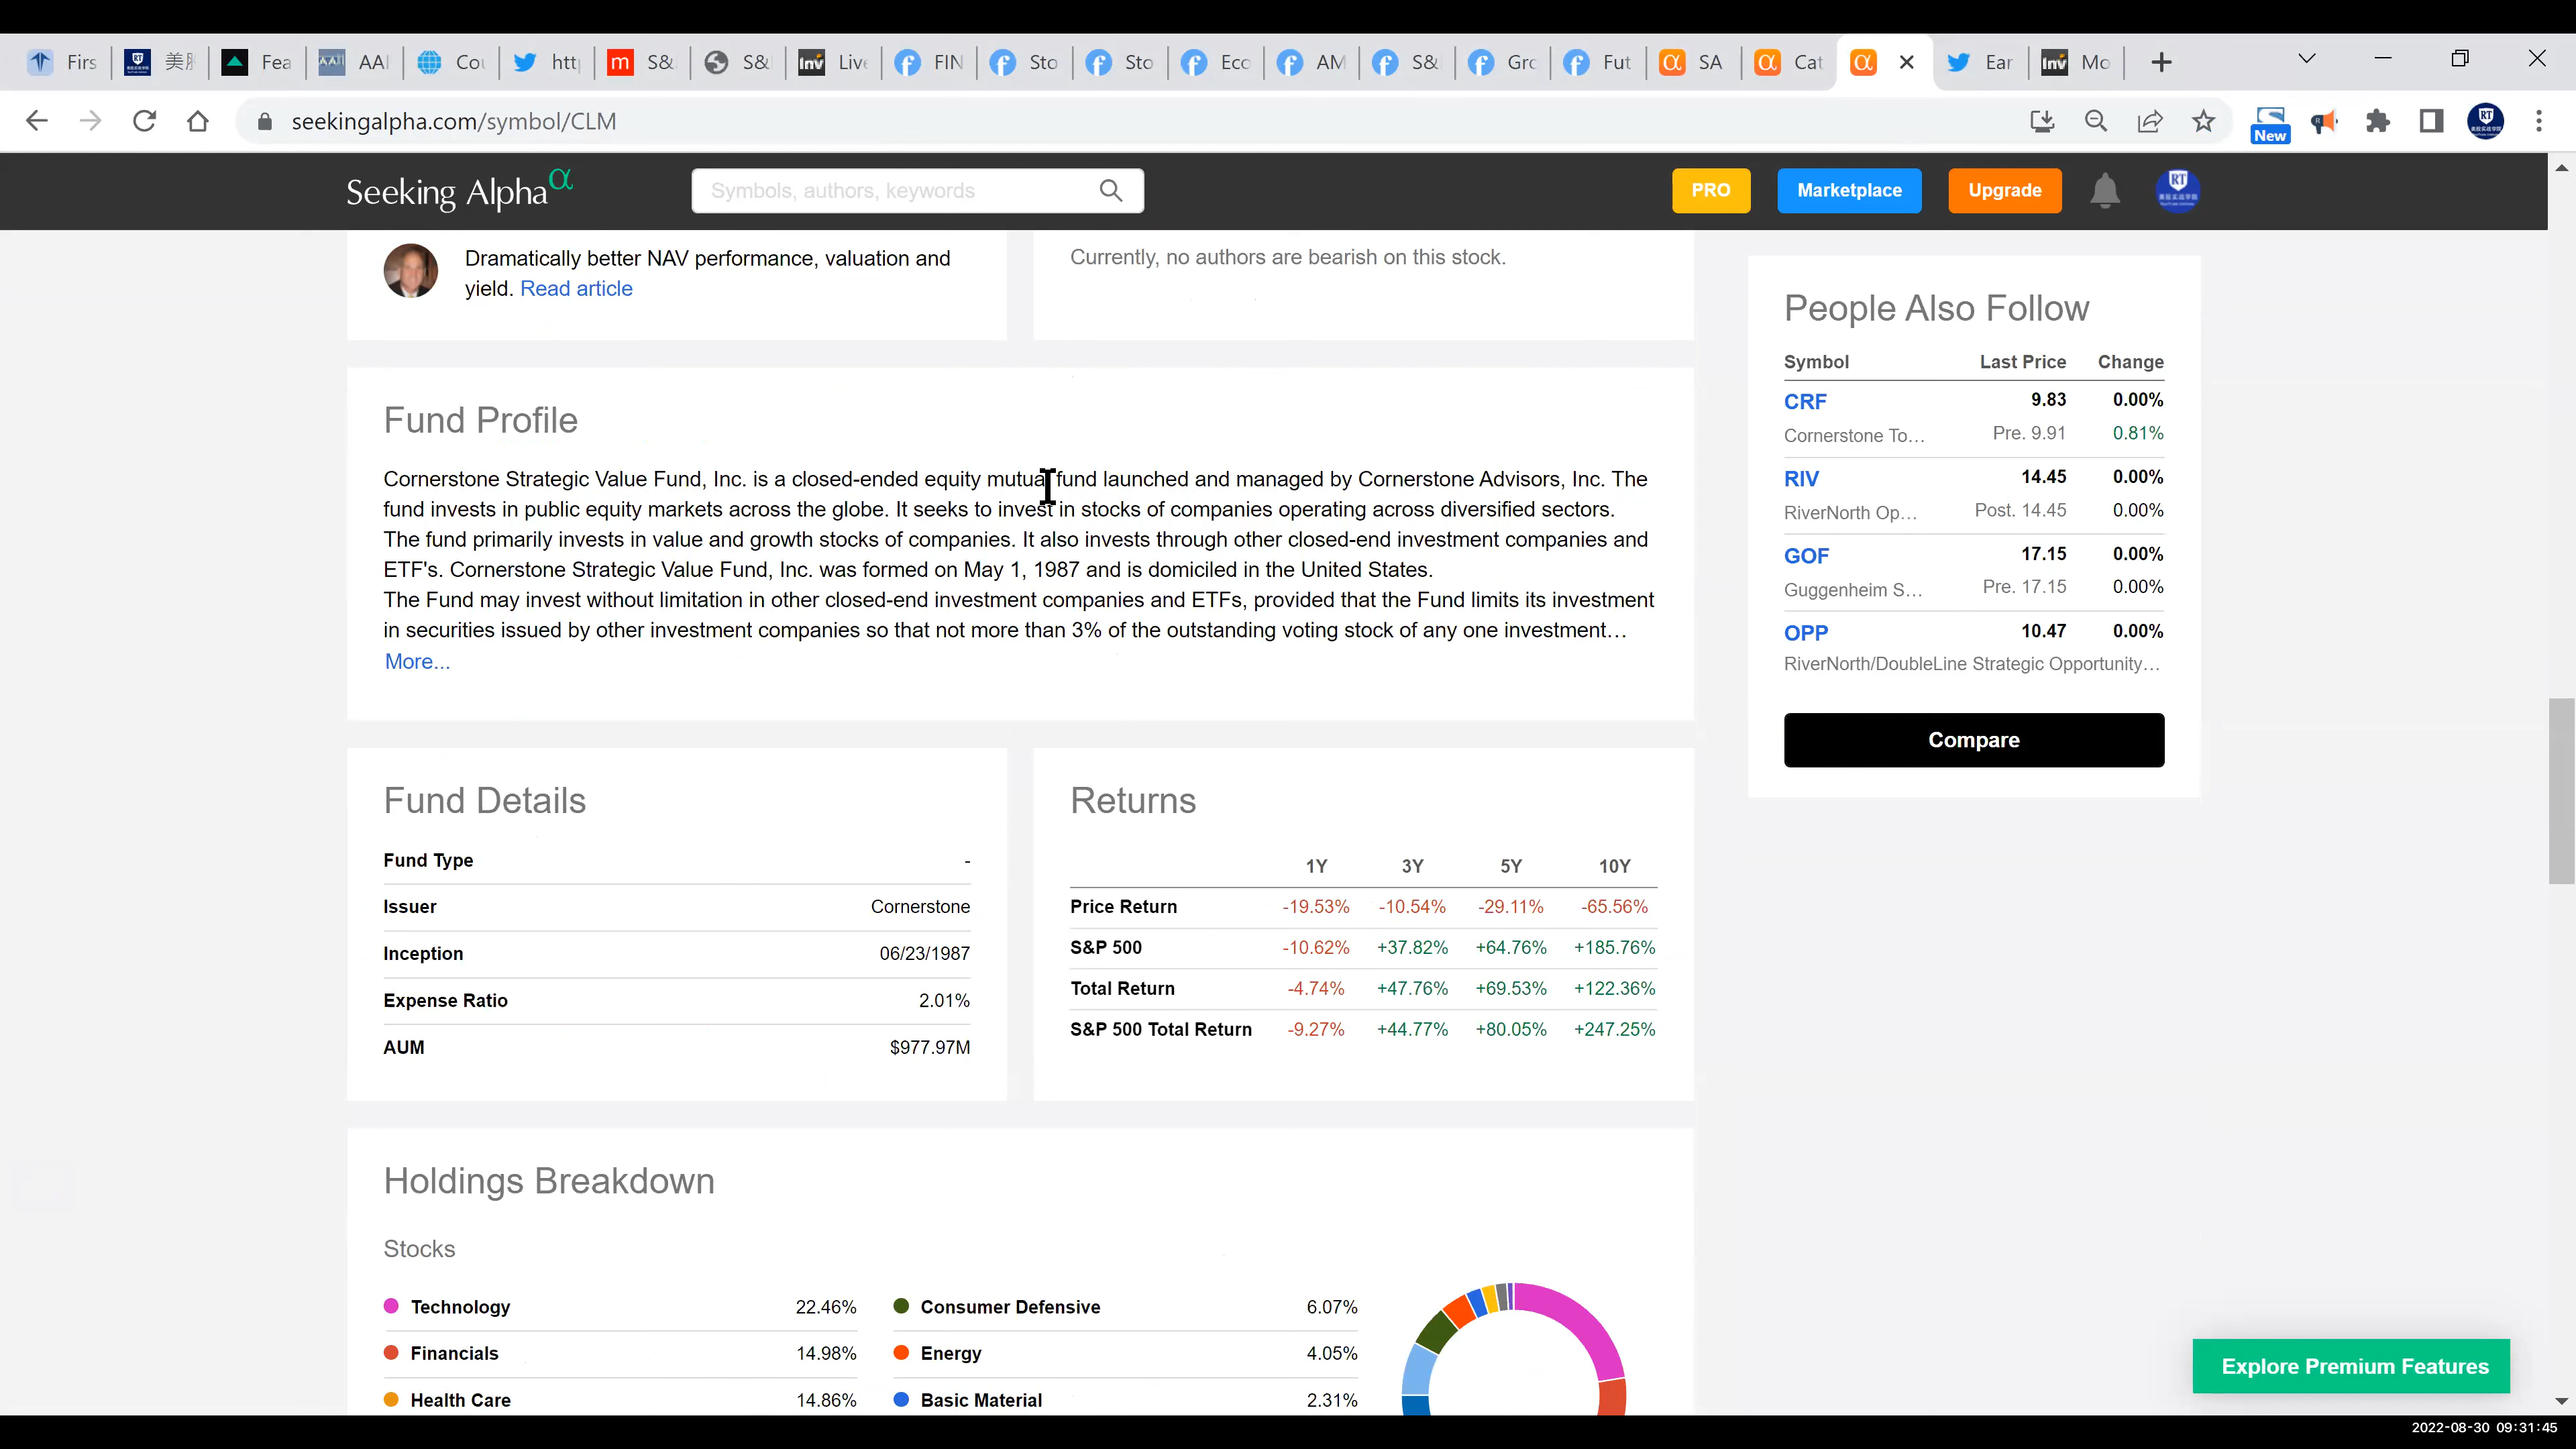 Firs 美股 Fea AAI Cou http S& S& Live FIN Sto Sto Eco AM S& Gro Fut SA Cat Ear Mo
seekingalpha.com/symbol/CLM
New
Seeking Alpha α
Symbols, authors, keywords
PRO Marketplace Upgrade
Dramatically better NAV performance, valuation and
yield. Read article
Currently, no authors are bearish on this stock.
Fund Profile
Cornerstone Strategic Value Fund, Inc. is a closed-ended equity mutual fund launched and managed by Cornerstone Advisors, Inc. The
fund invests in public equity markets across the globe. It seeks to invest in stocks of companies operating across diversified sectors.
The fund primarily invests in value and growth stocks of companies. It also invests through other closed-end investment companies and
ETF's. Cornerstone Strategic Value Fund, Inc. was formed on May 1, 1987 and is domiciled in the United States.
The Fund may invest without limitation in other closed-end investment companies and ETFs, provided that the Fund limits its investment
in securities issued by other investment companies so that not more than 3% of the outstanding voting stock of any one investment…
More...
People Also Follow
Symbol Last Price Change
CRF 9.83 0.00%
Cornerstone To… Pre. 9.91 0.81%
RIV 14.45 0.00%
RiverNorth Op… Post. 14.45 0.00%
GOF 17.15 0.00%
Guggenheim S… Pre. 17.15 0.00%
OPP 10.47 0.00%
RiverNorth/DoubleLine Strategic Opportunity…
Compare
Fund Details
Fund Type -
Issuer Cornerstone
Inception 06/23/1987
Expense Ratio 2.01%
AUM $977.97M
Returns
1Y 3Y 5Y 10Y
Price Return -19.53% -10.54% -29.11% -65.56%
S&P 500 -10.62% +37.82% +64.76% +185.76%
Total Return -4.74% +47.76% +69.53% +122.36%
S&P 500 Total Return -9.27% +44.77% +80.05% +247.25%
Holdings Breakdown
Stocks
Technology 22.46% Consumer Defensive 6.07%
Financials 14.98% Energy 4.05%
Health Care 14.86% Basic Material 2.31%
Explore Premium Features
2022-08-30 09:31:45